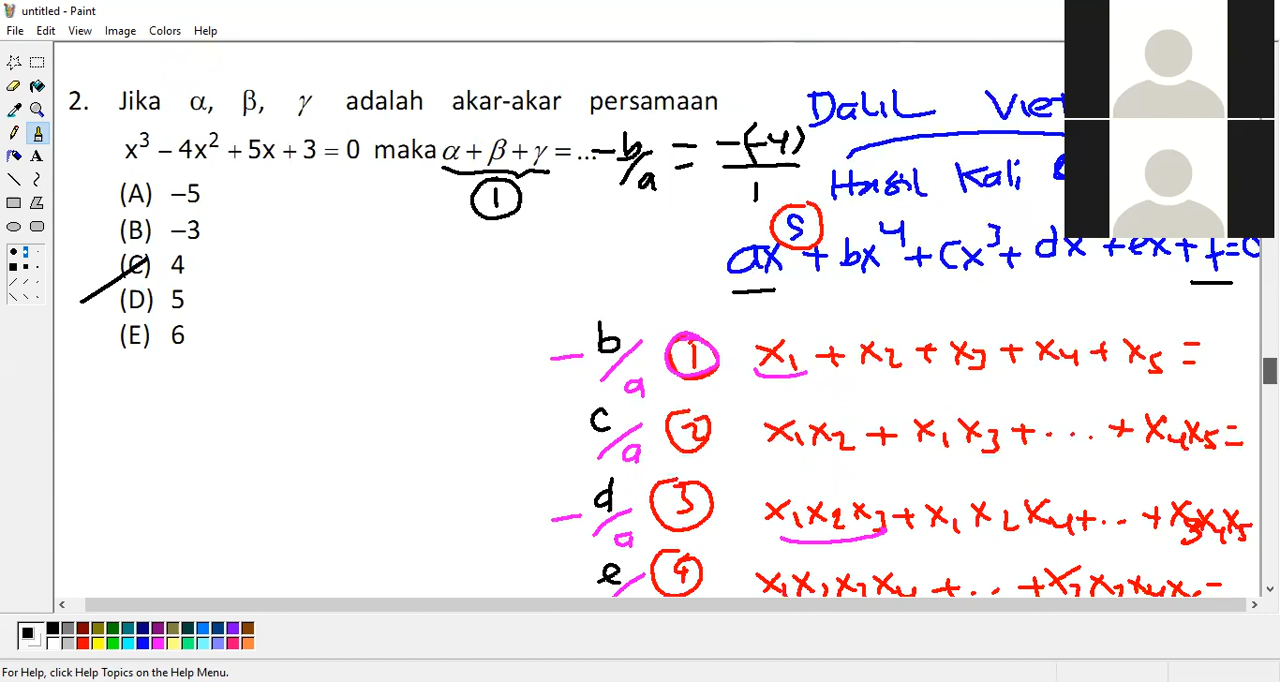 untitled - Paint
File Edit View Image Colors Help
2. Jika α, β, γ adalah akar-akar persamaan
x³ − 4x² + 5x + 3 = 0 maka α + β + γ = ... -b/a = -(-4)/1
1
(A) −5
(B) −3
(C) 4
(D) 5
(E) 6
DALIL
Hasil Kali
ax⁵ + bx⁴ + cx³ + dx + ex + f = 0
-b/a 1 x₁ + x₂ + x₃ + x₄ + x₅ =
c/a 2 x₁x₂ + x₁x₃ + ... + x₄x₅ =
-d/a 3 x₁x₂x₃ + x₁x₂x₄ + ... + x₃x₄x₅
e/ 4 x₁x₂x₃x₄ + ... +
For Help, click Help Topics on the Help Menu.